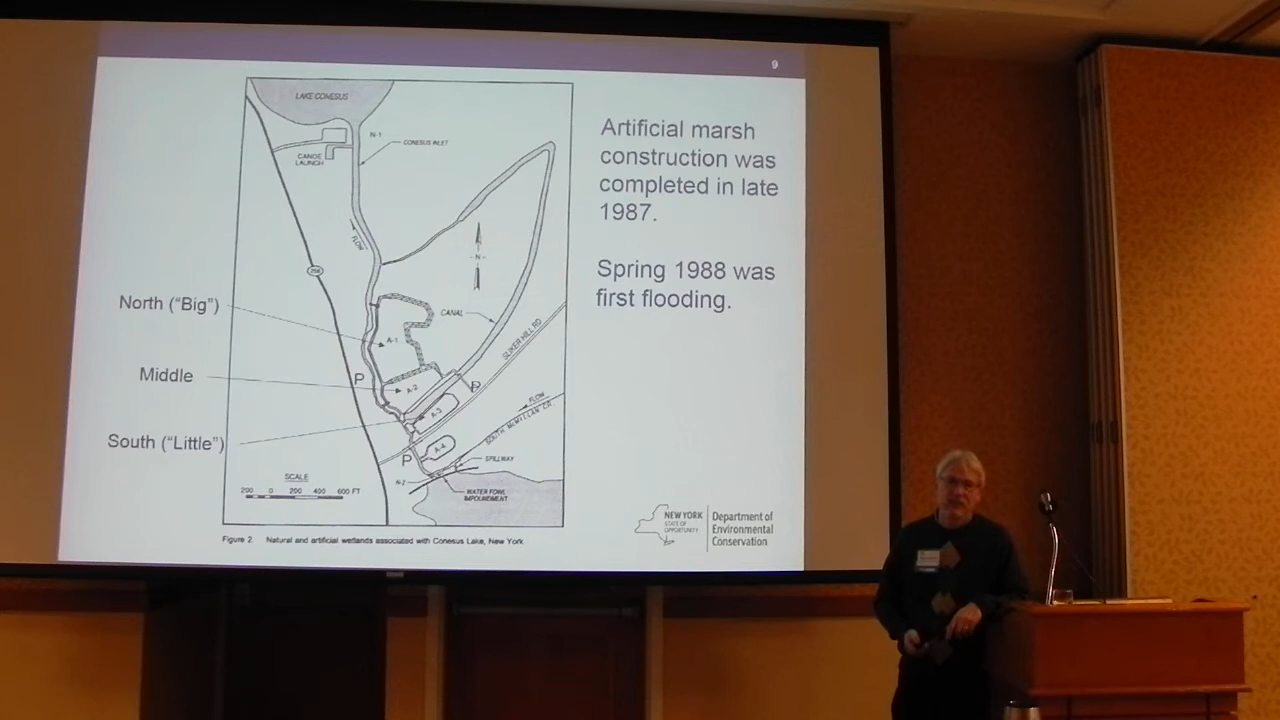 9
LAKE CONESUS
N-1
CONESUS INLET
CANOE
LAUNCH
FLOW
-N-
256
CANAL
SLIKER HILL RD
A-1
P
A-2
P
A-3
FLOW
SOUTH McMILLAN CR.
A-4
P
SPILLWAY
N-2
WATER FOWL
IMPOUNDMENT
SCALE
200 0 200 400 600 FT
Figure 2. Natural and artificial wetlands associated with Conesus Lake, New York
North (“Big”)
Middle
South (“Little”)
Artificial marsh
construction was
completed in late
1987.
Spring 1988 was
first flooding.
NEW YORK
STATE OF
OPPORTUNITY
Department of
Environmental
Conservation